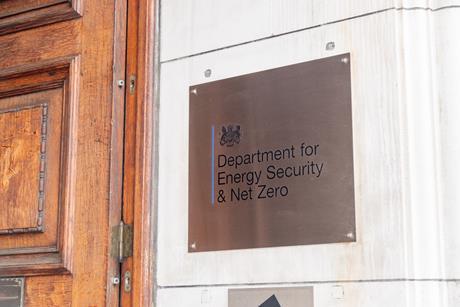 Department for
Energy Security
& Net Zero